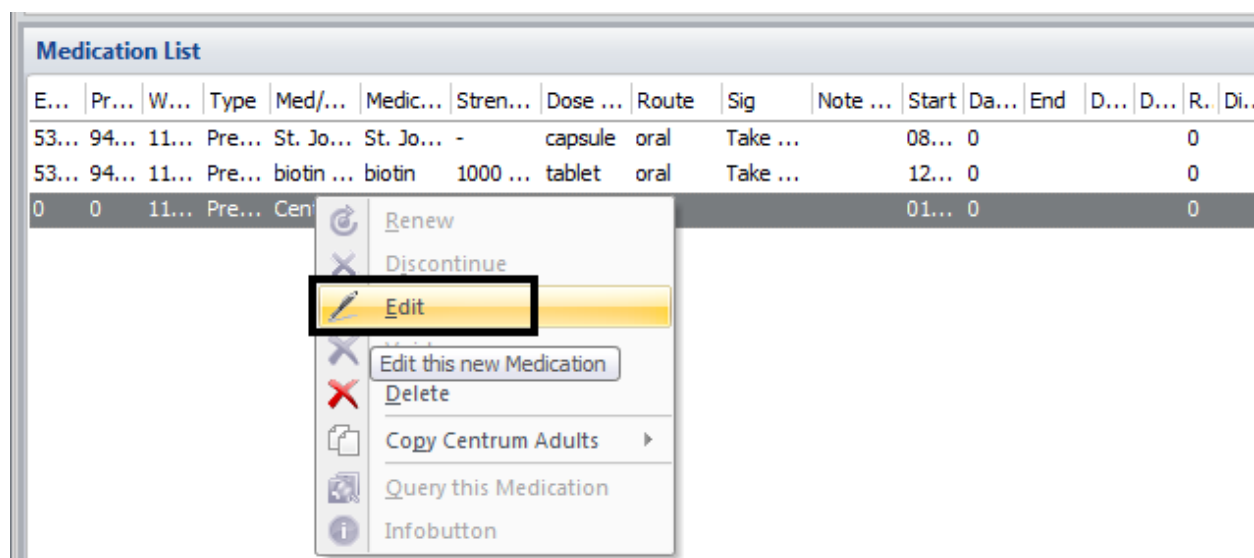 Medication List
E... Pr... W... Type Med/... Medic... Stren... Dose ... Route Sig Note ... Start Da... End D... D... R.. Di...
53... 94... 11... Pre... St. Jo... St. Jo... - capsule oral Take ... 08... 0 0
53... 94... 11... Pre... biotin ... biotin 1000 ... tablet oral Take ... 12... 0 0
0 0 11... Pre... Cen 01... 0 0
Renew
Discontinue
Edit
Edit this new Medication
Delete
Copy Centrum Adults
Query this Medication
Infobutton